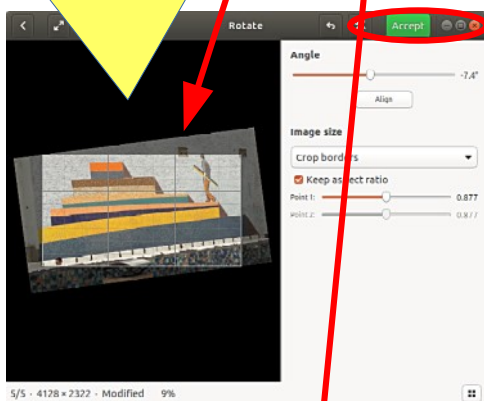 Rotate
Accept
Angle
-7.4°
Align
Image size
Crop borders
Keep aspect ratio
Point 1: 0.877
Point 2: 0.877
5/5 · 4128 × 2322 · Modified 9%